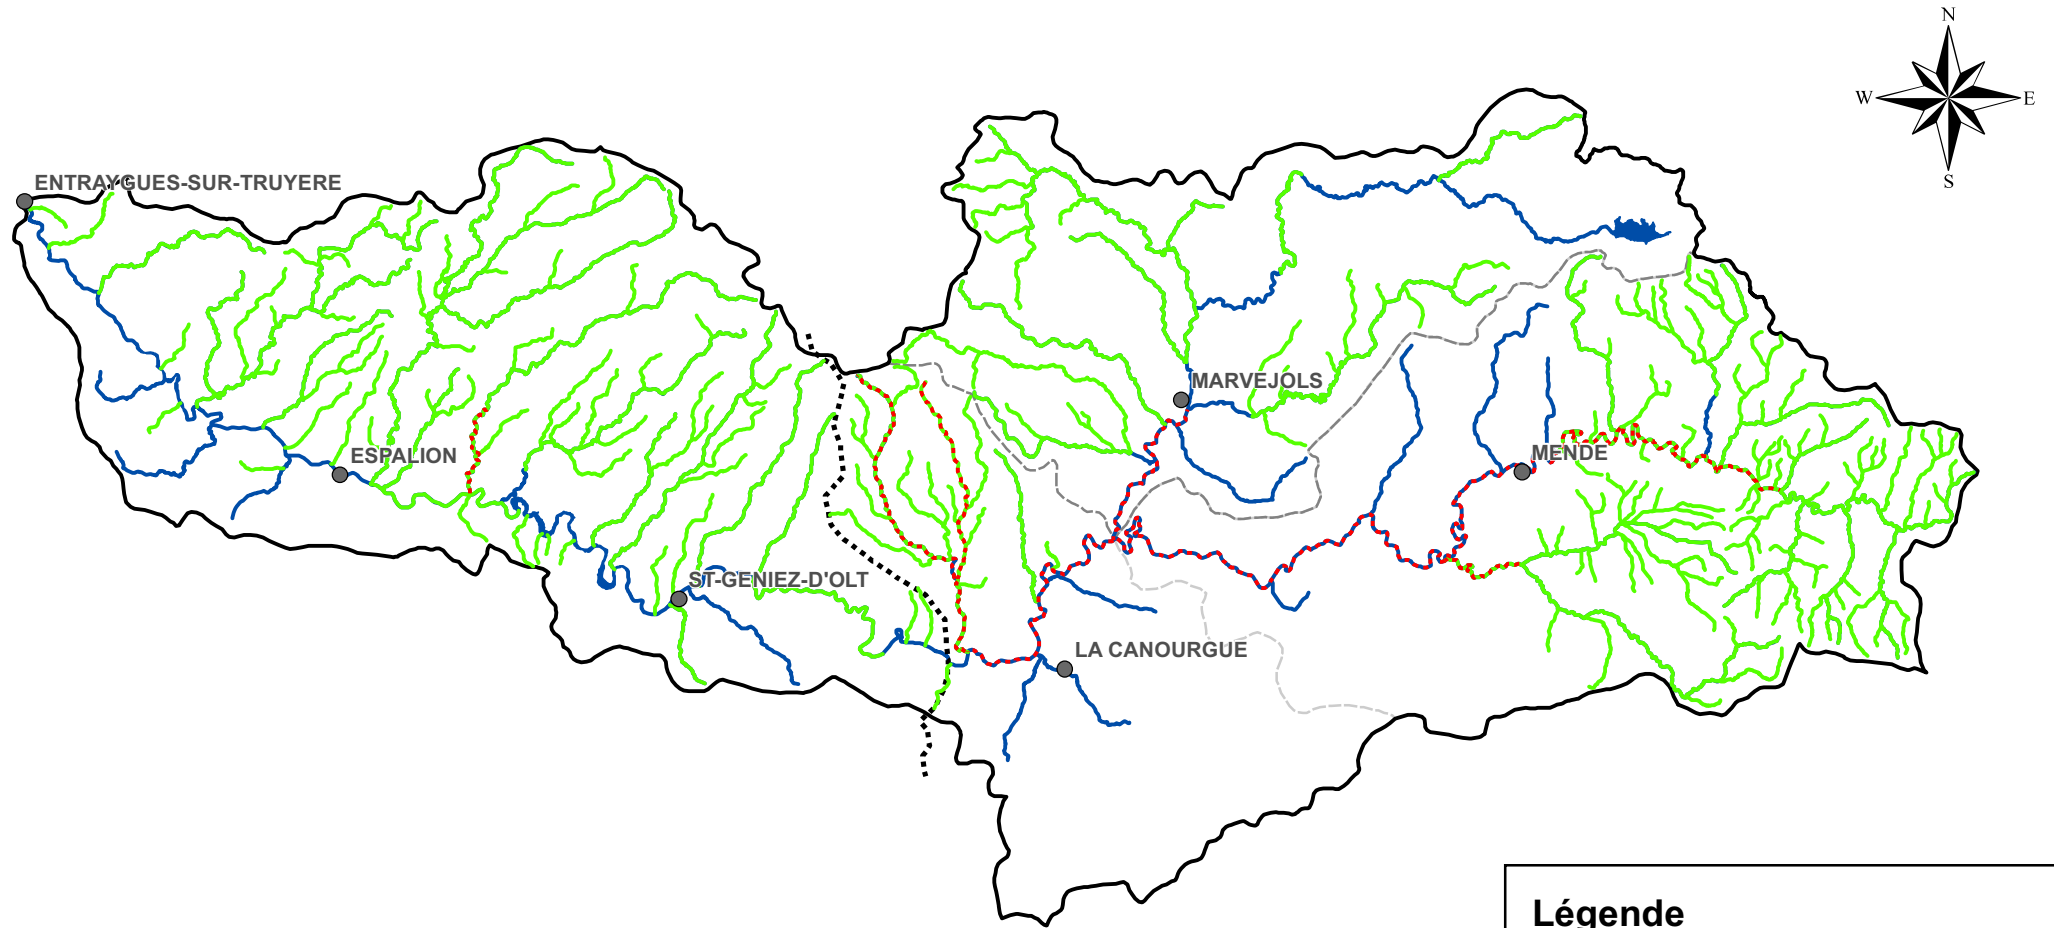 N
W E
S
ENTRAYGUES-SUR-TRUYERE
MARVEJOLS
ESPALION
MENDE
ST-GENIEZ-D'OLT
LA CANOURGUE
Légende